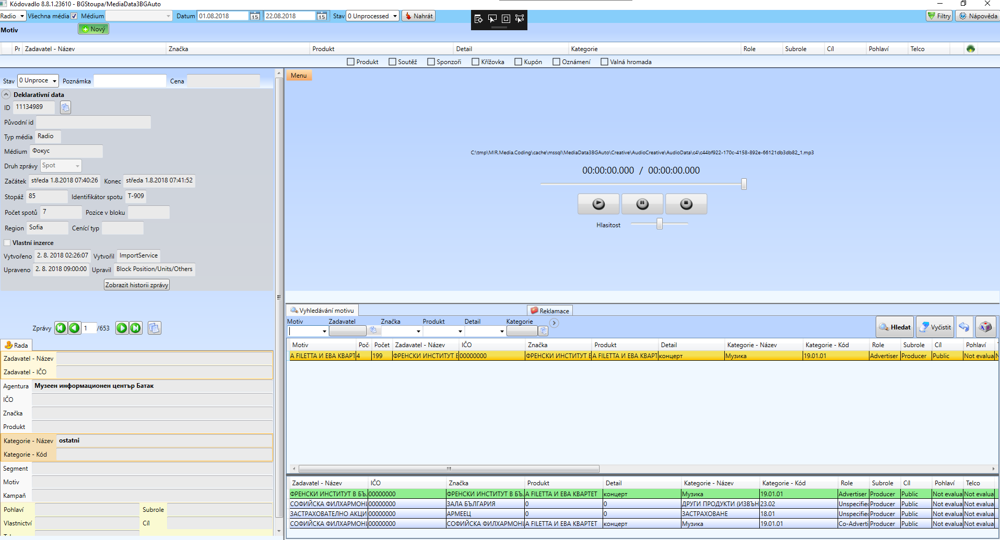 Kódovadlo 8.8.1.23610 - BGStoupa/MediaData3BGAuto
Radio Všechna média Médium Datum 01.08.2018 15 22.08.2018 15 Stav 0 Unprocessed Nahrát Filtry Nápověda
Motiv Nový
Pr Zadavatel - Název Značka Produkt Detail Kategorie Role Subrole Cíl Pohlaví Telco
Produkt Soutěž Sponzoři Křížovka Kupón Oznámení Valná hromada
Stav 0 Unproce Poznámka Cena
Menu
Deklarativní data
ID 11134989
Původní id
Typ média Radio
Médium Фокус
Druh zprávy Spot
Začátek středa 1.8.2018 07:40:26 Konec středa 1.8.2018 07:41:52
Stopáž 85 Identifikátor spotu T-909
Počet spotů 7 Pozice v bloku
Region Sofia Cenící typ
Vlastní inzerce
Vytvořeno 2. 8. 2018 02:26:07 Vytvořil ImportService
Upraveno 2. 8. 2018 09:00:00 Upravil Block Position/Units/Others
Zobrazit historii zprávy
C:\tmp\MIR.Media.Coding\cache\mssql\MediaData3BGAuto\Creative\AudioCreative\AudioData\c4\c44bf922-170c-4158-892e-66121db3db82_1.mp3
00:00:00.000 / 00:00:00.000
Hlasitost
Zprávy 1 /653
Rada
Zadavatel - Název
Zadavatel - IČO
Agentura Музеен информационен център Батак
IČO
Značka
Produkt
Kategorie - Název ostatni
Kategorie - Kód
Segment
Motiv
Kampaň
Pohlaví Subrole
Vlastnictví Cíl
Vyhledávání motivu Reklamace
Motiv Zadavatel Značka Produkt Detail Kategorie
Hledat Vyčistit
Motiv Poč Počet Zadavatel - Název IČO Značka Produkt Detail Kategorie - Název Kategorie - Kód Role Subrole Cíl Pohlaví
A FILETTA И ЕВА КВАРТ 4 199 ФРЕНСКИ ИНСТИТУТ Е 00000000 ФРЕНСКИ ИНСТИТУТ Е A FILETTA И ЕВА КВАРТ концерт Музика 19.01.01 Advertiser Producer Public Not evalua
Zadavatel - Název IČO Značka Produkt Detail Kategorie - Název Kategorie - Kód Role Subrole Cíl Pohlaví Telco
ФРЕНСКИ ИНСТИТУТ В БЪ. 00000000 ФРЕНСКИ ИНСТИТУТ В БЪ. A FILETTA И ЕВА КВАРТЕТ концерт Музика 19.01.01 Advertiser Producer Public Not evalua Not evalua
СОФИЙСКА ФИЛХАРМОНИ 00000000 ЗАЛА БЪЛГАРИЯ 0 0 ДРУГИ ПРОДУКТИ (ИЗВЪН 23.02 Unspecified Producer Public Not evalua Not evalua
ЗАСТРАХОВАТЕЛНО АКЦИ 00000000 АРМЕЕЦ 0 0 ЗАСТРАХОВАНЕ 18.01 Unspecified Producer Public Not evalua Not evalua
СОФИЙСКА ФИЛХАРМОНИ 00000000 СОФИЙСКА ФИЛХАРМОНИ A FILETTA И ЕВА КВАРТЕТ концерт Музика 19.01.01 Co-Adverti Producer Public Not evalua Not evalua